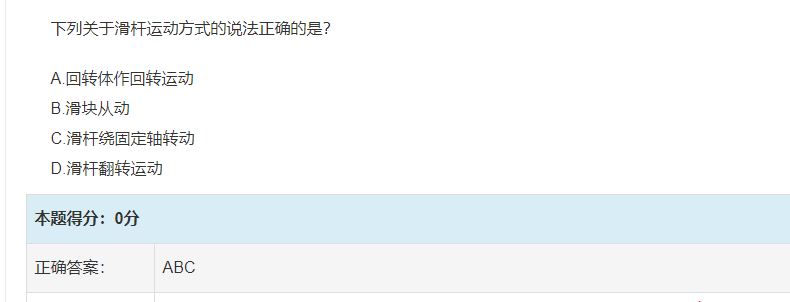 下列关于滑杆运动方式的说法正确的是?
A.回转体作回转运动
B.滑块从动
C.滑杆绕固定轴转动
D.滑杆翻转运动
本题得分：0分
正确答案： ABC